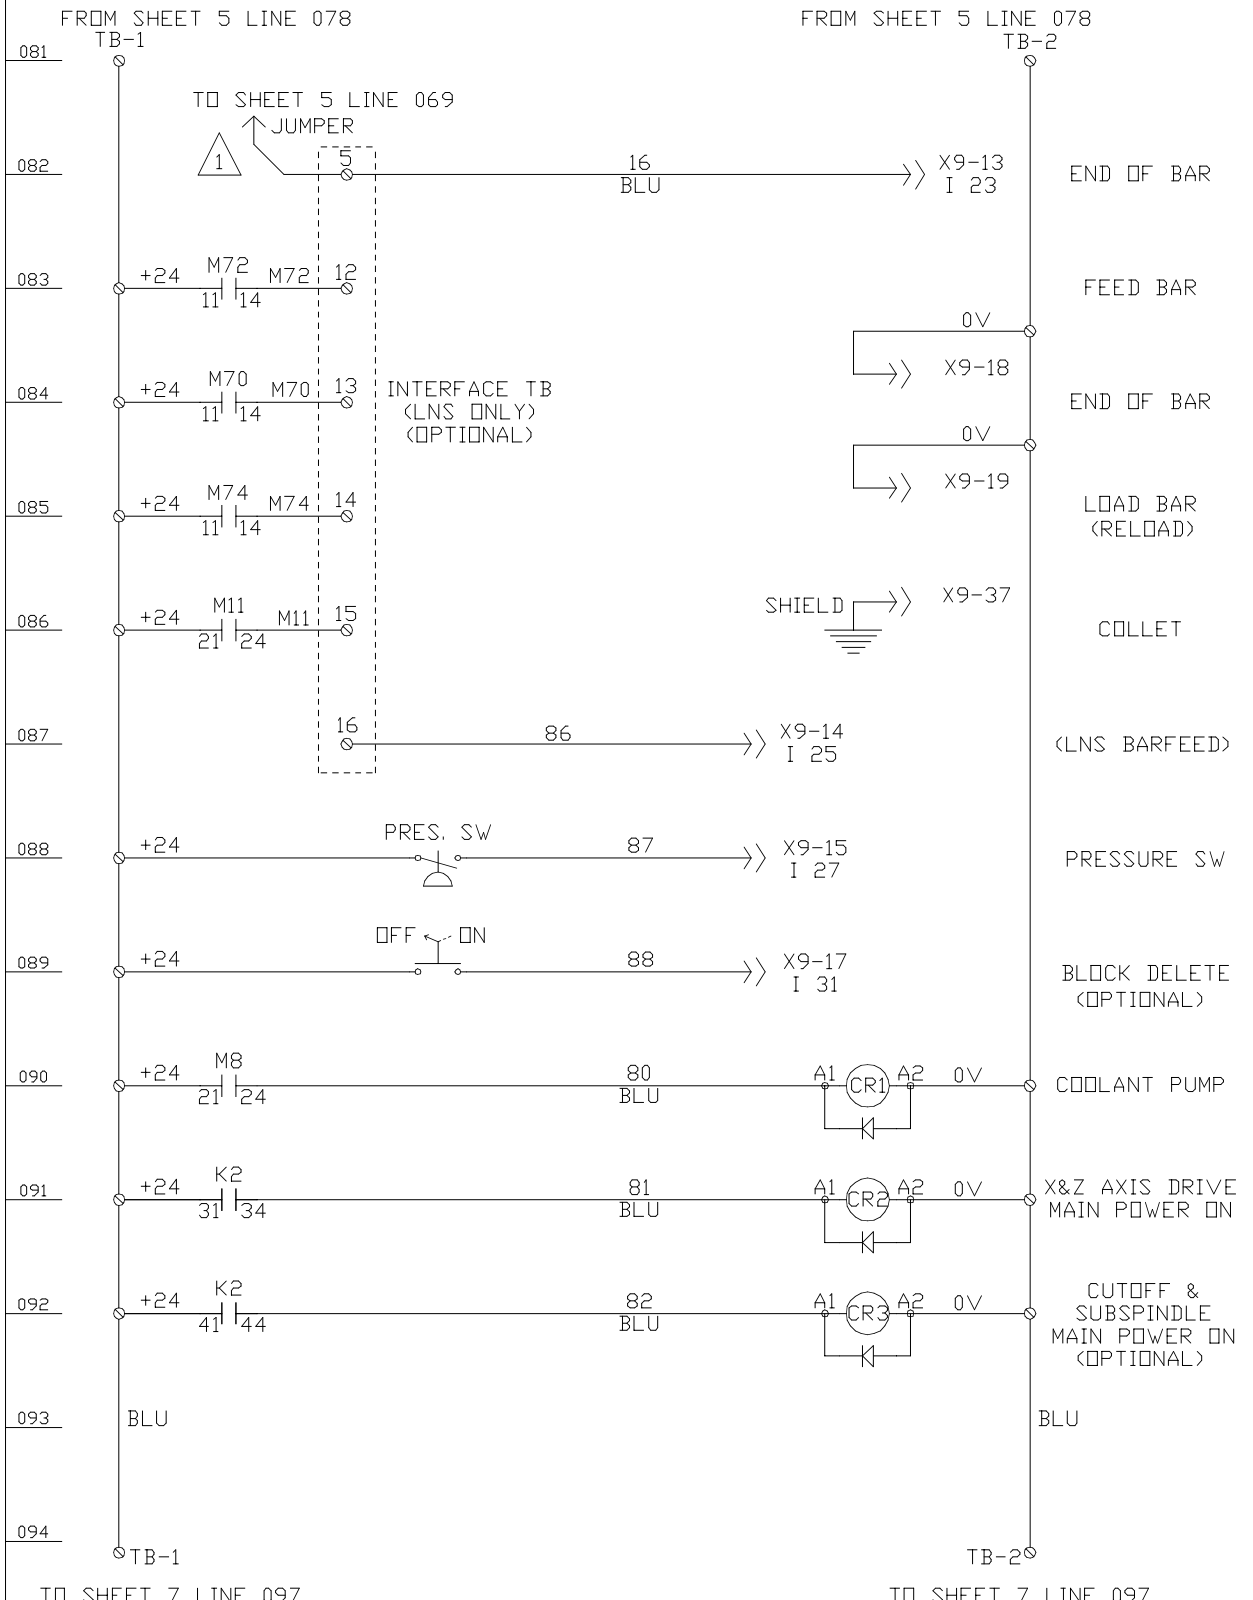 FROM SHEET 5 LINE 078
FROM SHEET 5 LINE 078
TB-1
TB-2
081
TO SHEET 5 LINE 069
JUMPER
1
082
5
16
BLU
X9-13
I 23
END OF BAR
083
+24
M72
11 14
M72
12
FEED BAR
0V
X9-18
084
+24
M70
11 14
M70
13
INTERFACE TB
(LNS ONLY)
(OPTIONAL)
END OF BAR
0V
X9-19
085
+24
M74
11 14
M74
14
LOAD BAR
(RELOAD)
086
+24
M11
21 24
M11
15
SHIELD
X9-37
COLLET
087
16
86
X9-14
I 25
(LNS BARFEED)
088
+24
PRES. SW
87
X9-15
I 27
PRESSURE SW
089
+24
OFF ON
88
X9-17
I 31
BLOCK DELETE
(OPTIONAL)
090
+24
M8
21 24
80
BLU
A1 CR1 A2 0V
COOLANT PUMP
091
+24
K2
31 34
81
BLU
A1 CR2 A2 0V
X&Z AXIS DRIVE
MAIN POWER ON
092
+24
K2
41 44
82
BLU
A1 CR3 A2 0V
CUTOFF &
SUBSPINDLE
MAIN POWER ON
(OPTIONAL)
093
BLU
BLU
094
TB-1
TB-2
TO SHEET 7 LINE 097
TO SHEET 7 LINE 097